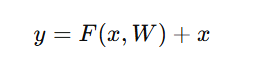 y = F(x, W) + x